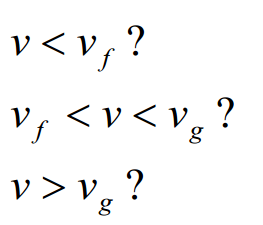 v < v_f ?
v_f < v < v_g ?
v > v_g ?